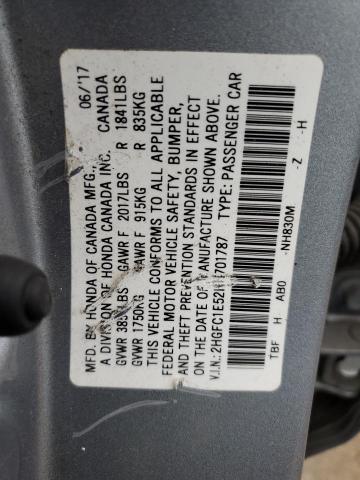 MFD. BY HONDA OF CANADA MFG., 06/'17
A DIVISION OF HONDA CANADA INC. CANADA
GVWR LBS GAWR F 2017LBS R 1841LBS
GVWR 1750KG GAWR F 915KG R 835KG
THIS VEHICLE CONFORMS TO ALL APPLICABLE
FEDERAL MOTOR VEHICLE SAFETY, BUMPER,
AND THEFT PREVENTION STANDARDS IN EFFECT
ON THE DATE OF MANUFACTURE SHOWN ABOVE.
V.I.N.: TYPE: PASSENGER CAR
TBF H AB0 NH830M -Z -H